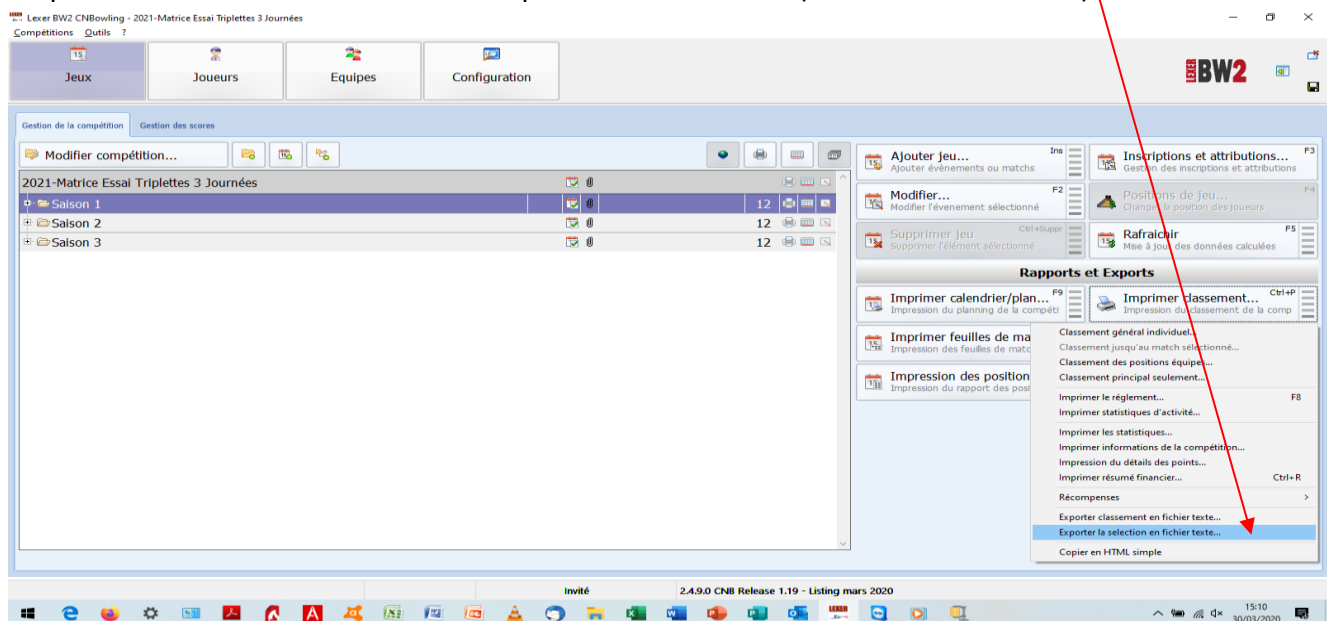 Lexer BW2 CNBowling - 2021-Matrice Essai Triplettes 3 Journées
Compétitions Outils ?
Jeux Joueurs Equipes Configuration
LEXER BW2
Gestion de la compétition Gestion des scores
Modifier compétition...
2021-Matrice Essai Triplettes 3 Journées
Saison 1 12
Saison 2 12
Saison 3 12
Ajouter jeu... Ins
Ajouter évènements ou matchs
Inscriptions et attributions... F3
Gestion des inscriptions et attributions
Modifier... F2
Modifier l'évenement sélectionné
Positions de jeu... F4
Changer la position des joueurs
Supprimer jeu Ctrl+Suppr
Supprimer l'élément sélectionné
Rafraichir F5
Mise à jour des données calculées
Rapports et Exports
Imprimer calendrier/plan... F9
Impression du planning de la compéti
Imprimer classement... Ctrl+P
Impression du classement de la comp
Imprimer feuilles de ma
Impression des feuilles de matc
Impression des position
Impression du rapport des posi
Classement général individuel...
Classement jusqu'au match sélectionné...
Classement des positions équipes...
Classement principal seulement...
Imprimer le réglement... F8
Imprimer statistiques d'activité...
Imprimer les statistiques...
Imprimer informations de la compétition...
Impression du détails des points...
Imprimer résumé financier... Ctrl+R
Récompenses >
Exporter classement en fichier texte...
Exporter la selection en fichier texte...
Copier en HTML simple
Invité 2.4.9.0 CNB Release 1.19 - Listing mars 2020
15:10
30/03/2020